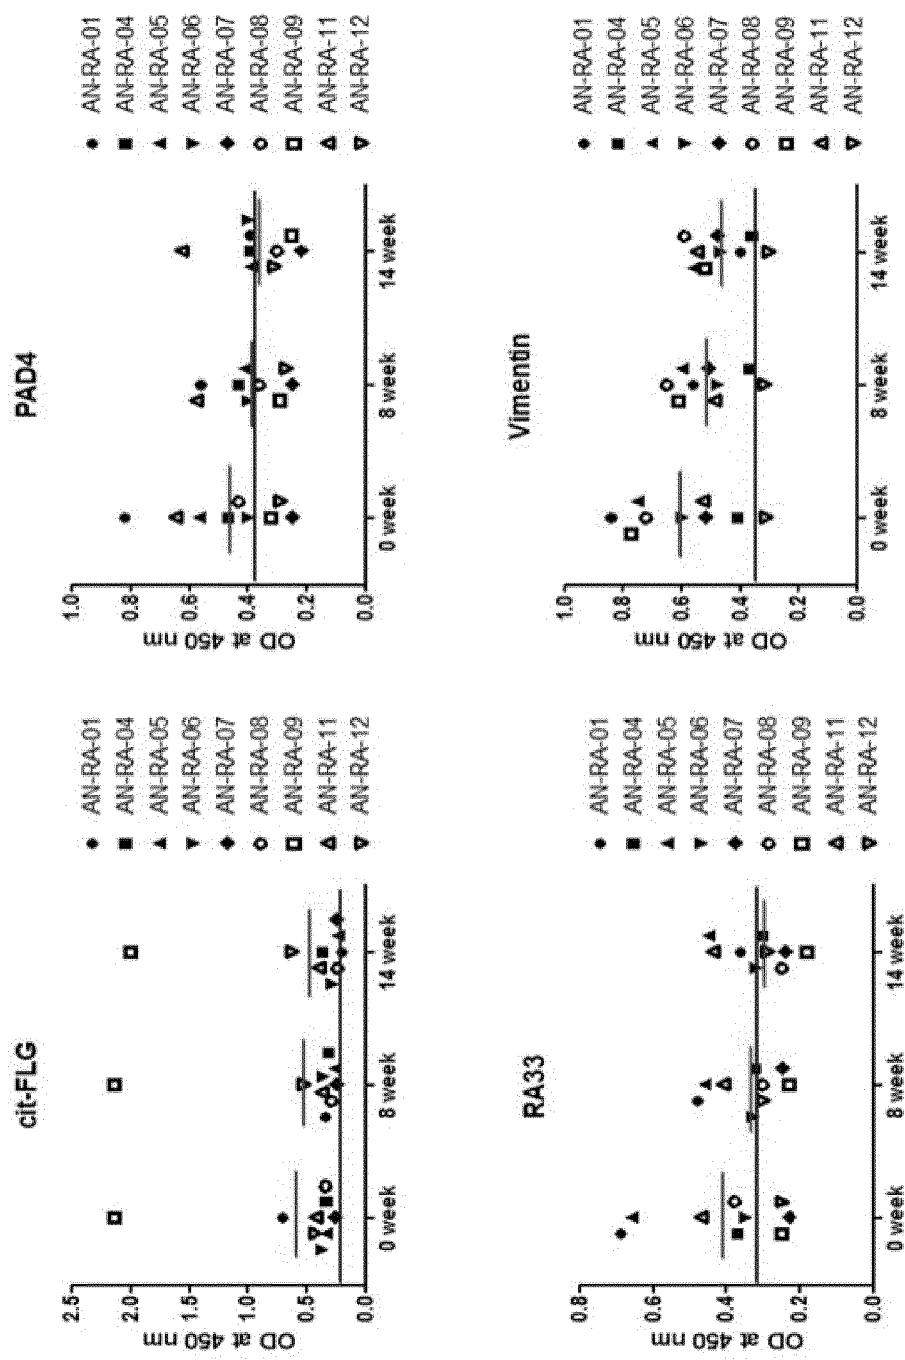 cit-FLG
OD at 450 nm
2.5
2.0
1.5
1.0
0.5
0.0
0 week
8 week
14 week
AN-RA-01
AN-RA-04
AN-RA-05
AN-RA-06
AN-RA-07
AN-RA-08
AN-RA-09
AN-RA-11
AN-RA-12
PAD4
OD at 450 nm
1.0
0.8
0.6
0.4
0.2
0.0
0 week
8 week
14 week
AN-RA-01
AN-RA-04
AN-RA-05
AN-RA-06
AN-RA-07
AN-RA-08
AN-RA-09
AN-RA-11
AN-RA-12
RA33
OD at 450 nm
0.8
0.6
0.4
0.2
0.0
0 week
8 week
14 week
AN-RA-01
AN-RA-04
AN-RA-05
AN-RA-06
AN-RA-07
AN-RA-08
AN-RA-09
AN-RA-11
AN-RA-12
Vimentin
OD at 450 nm
1.0
0.8
0.6
0.4
0.2
0.0
0 week
8 week
14 week
AN-RA-01
AN-RA-04
AN-RA-05
AN-RA-06
AN-RA-07
AN-RA-08
AN-RA-09
AN-RA-11
AN-RA-12